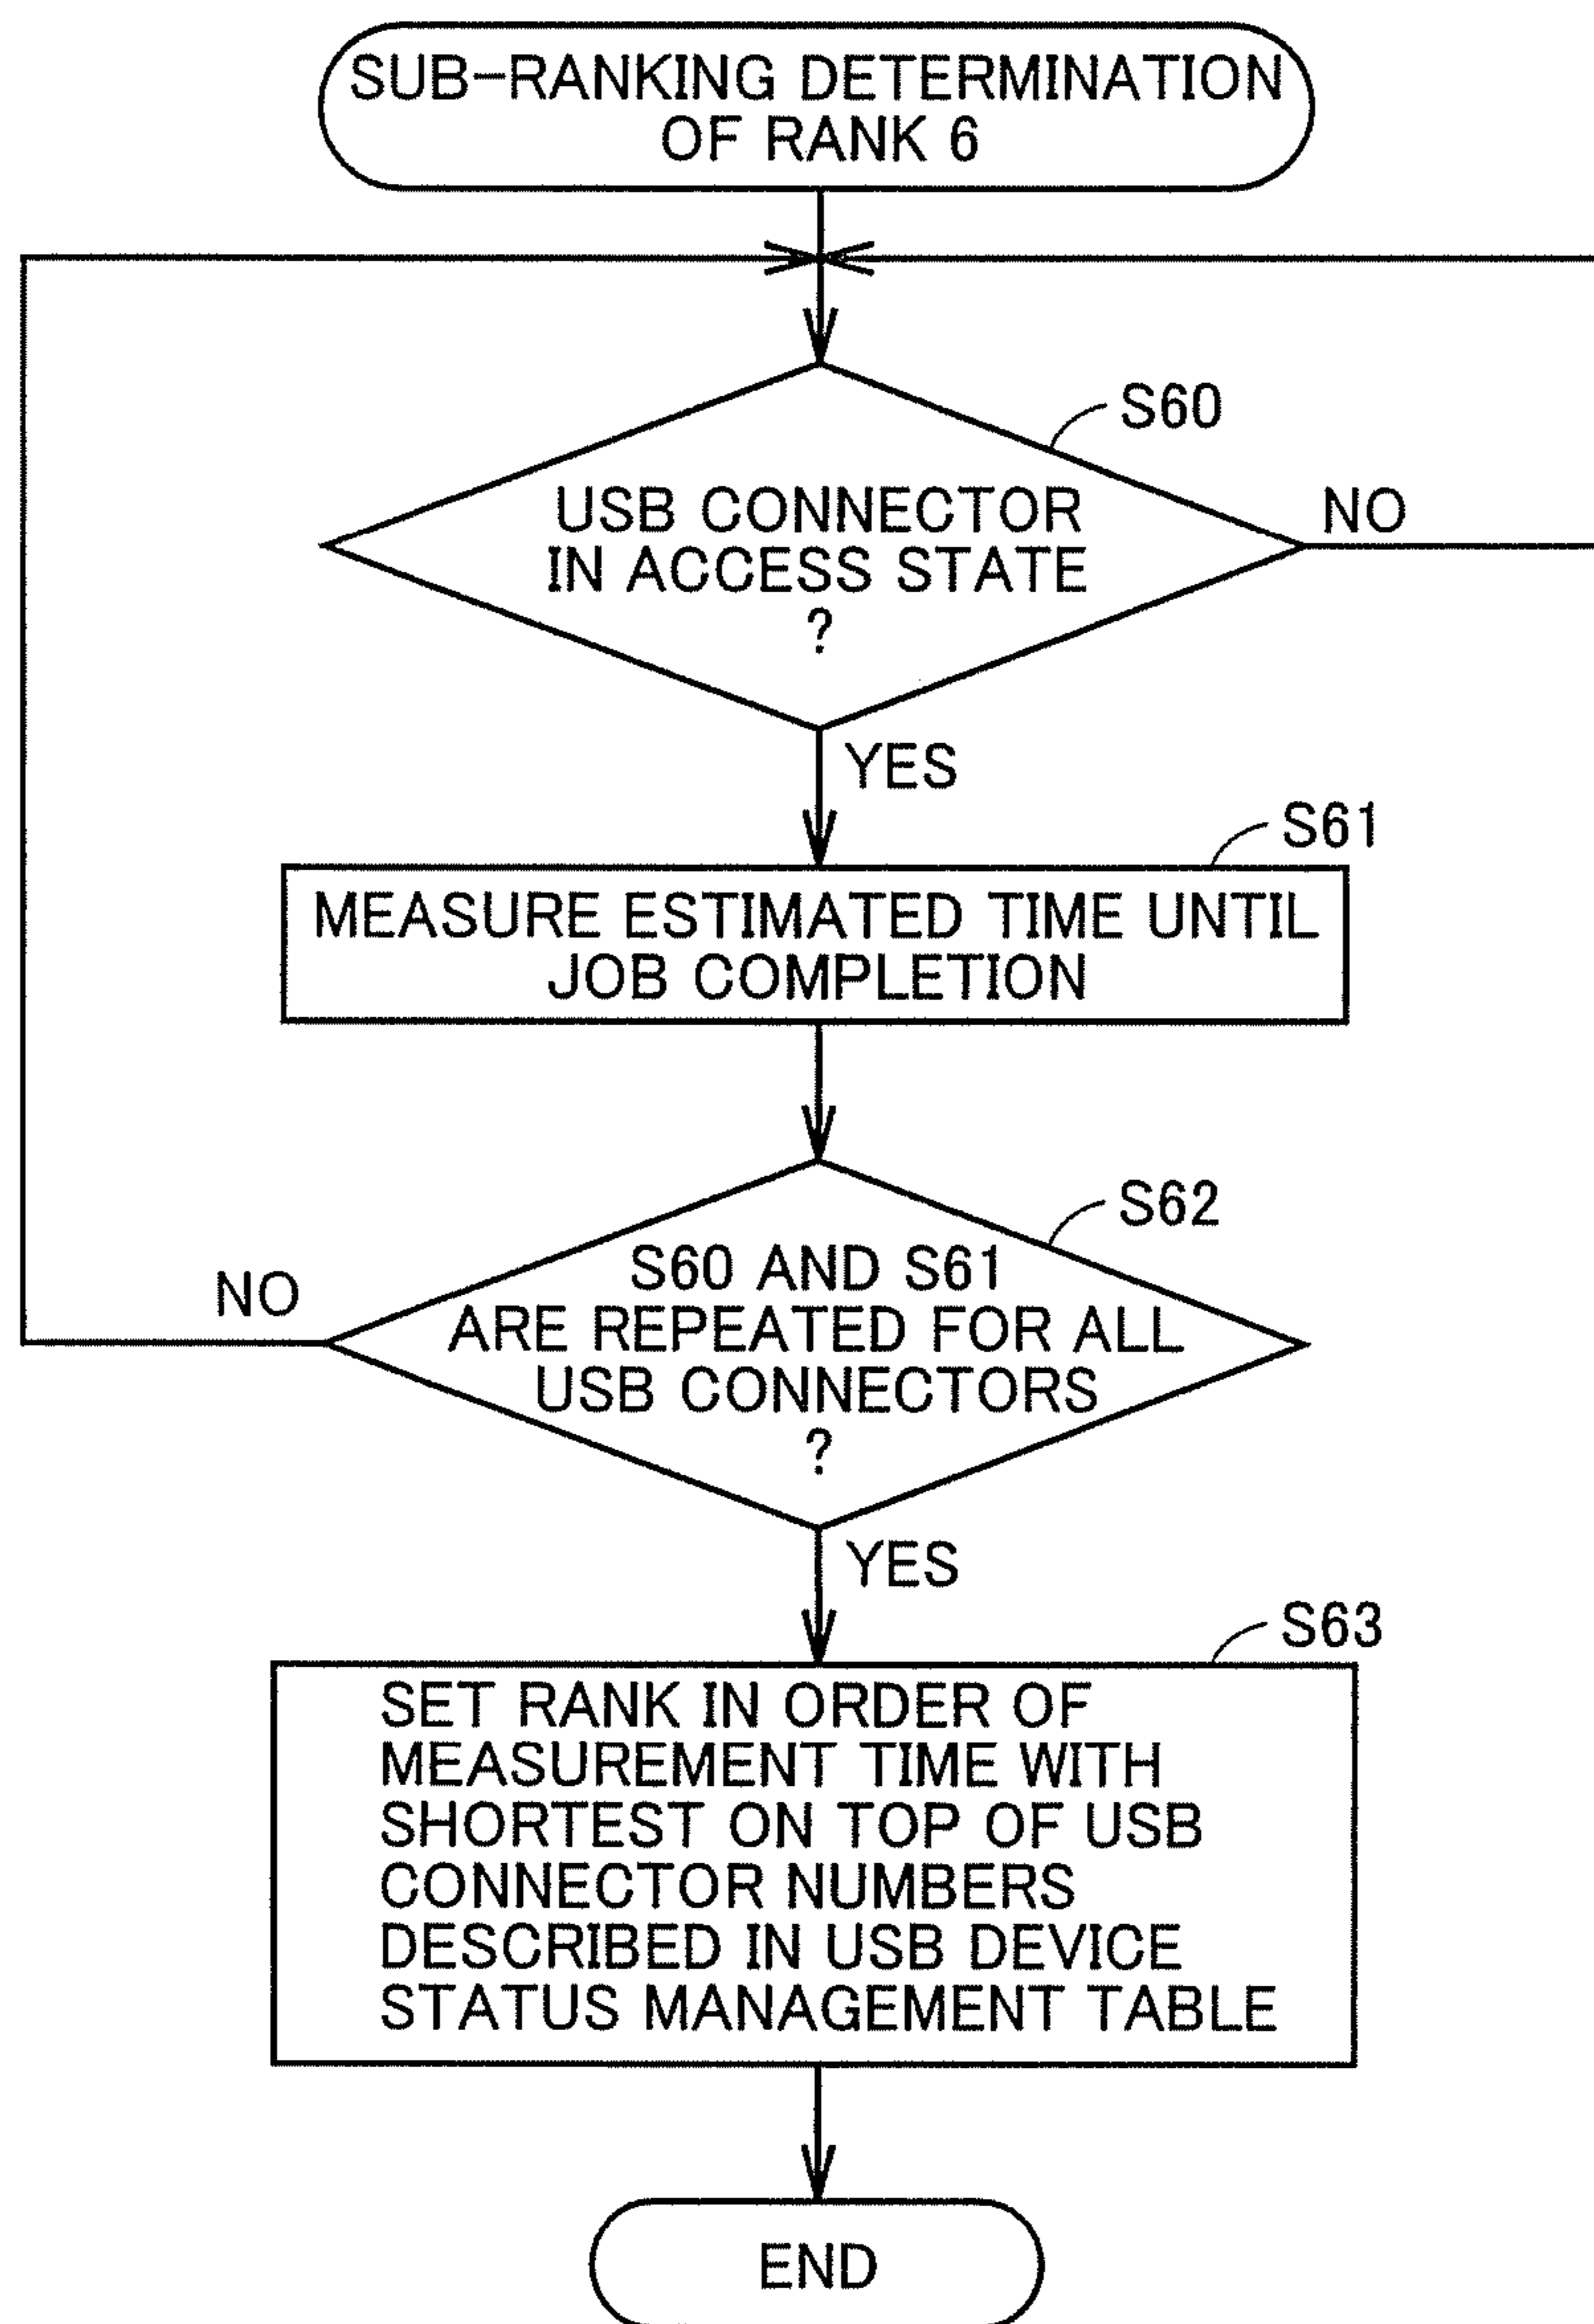 SUB-RANKING DETERMINATION
OF RANK 6
S60
USB CONNECTOR
IN ACCESS STATE
?
NO
YES
S61
MEASURE ESTIMATED TIME UNTIL
JOB COMPLETION
S62
S60 AND S61
ARE REPEATED FOR ALL
USB CONNECTORS
?
NO
YES
S63
SET RANK IN ORDER OF
MEASUREMENT TIME WITH
SHORTEST ON TOP OF USB
CONNECTOR NUMBERS
DESCRIBED IN USB DEVICE
STATUS MANAGEMENT TABLE
END